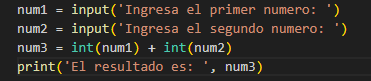 num1 = input('Ingresa el primer numero: ')
num2 = input('Ingresa el segundo numero: ')
num3 = int(num1) + int(num2)
print('El resultado es: ', num3)